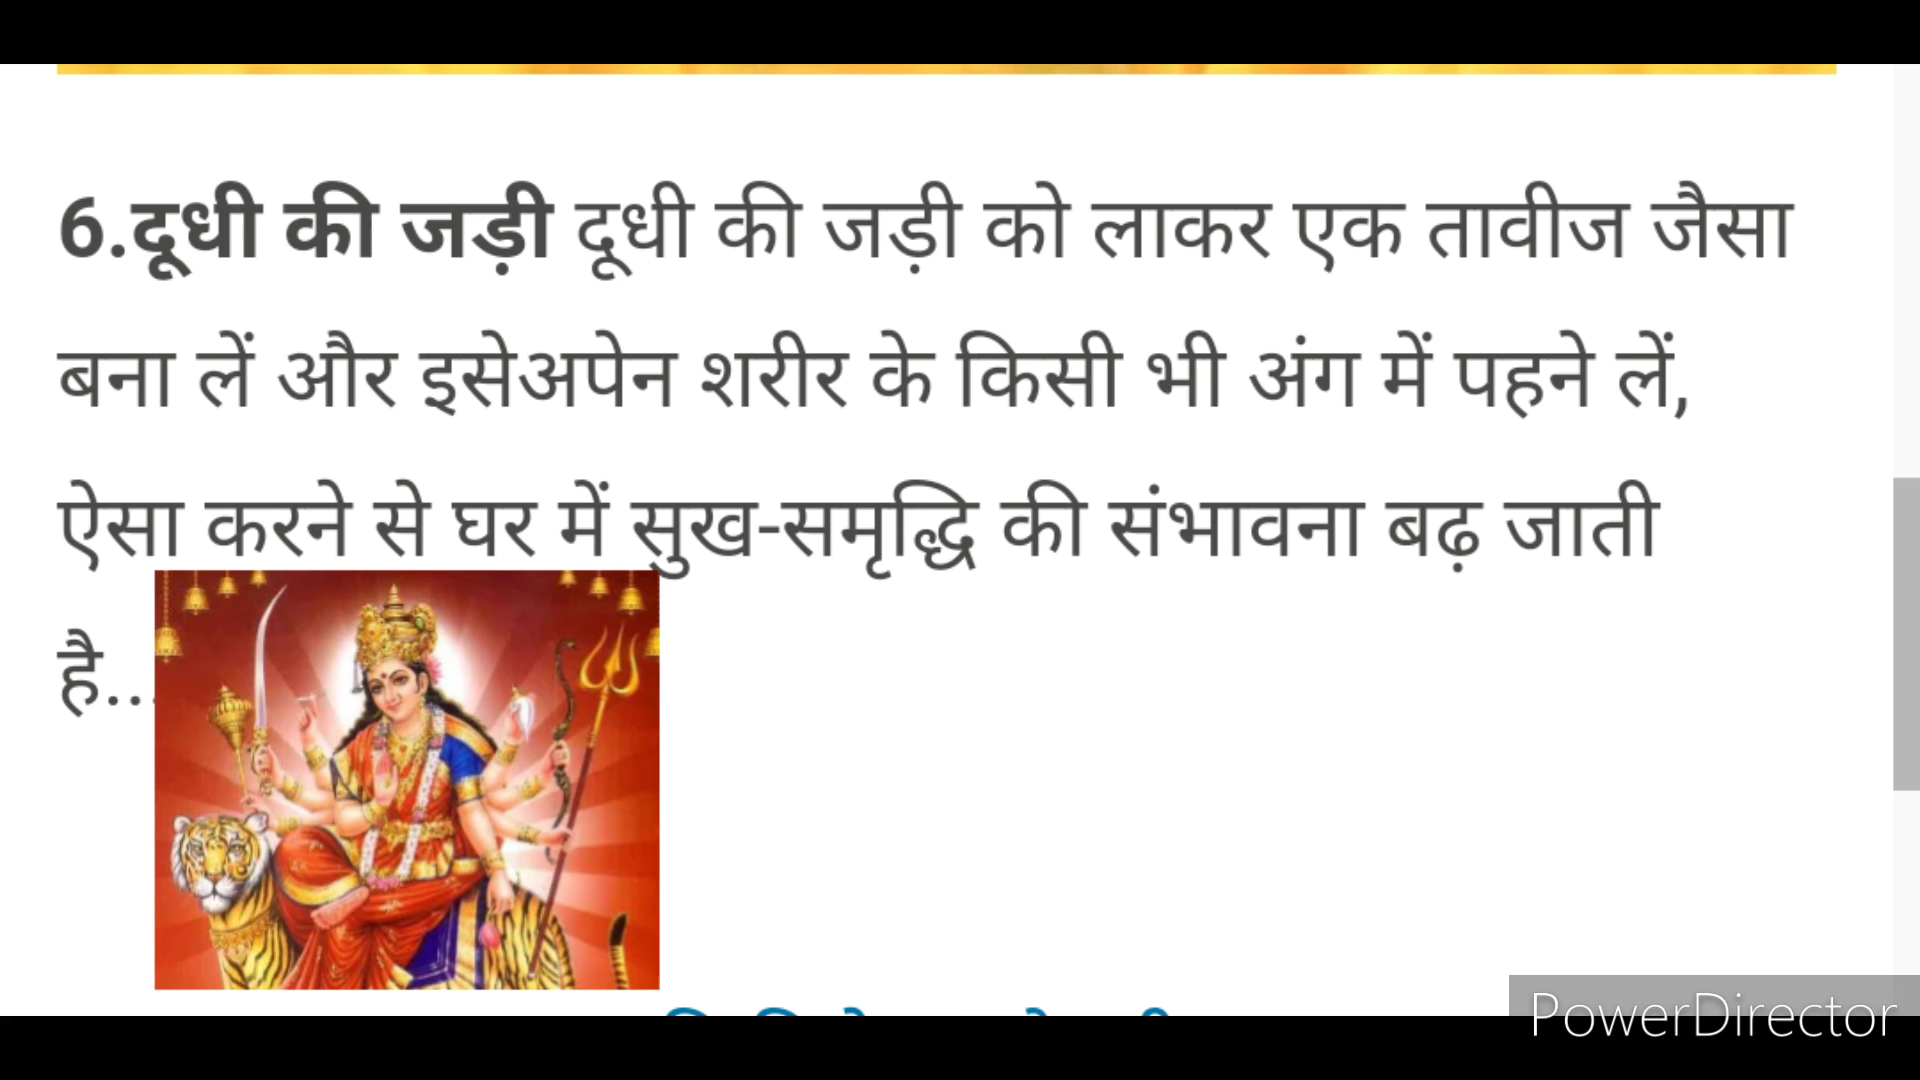 6.दूधी की जड़ी दूधी की जड़ी को लाकर एक तावीज जैसा
बना लें और इसेअपेन शरीर के किसी भी अंग में पहने लें,
ऐसा करने से घर में सुख-समृद्धि की संभावना बढ़ जाती
है...
PowerDirector